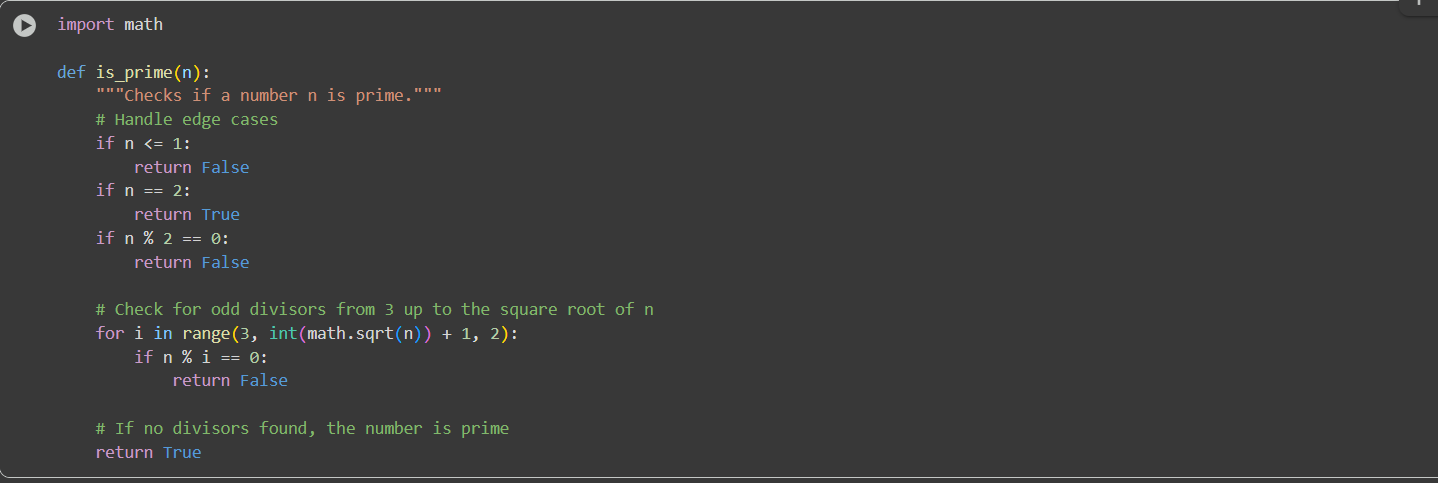 import math
def is_prime(n):
    """Checks if a number n is prime."""
    # Handle edge cases
    if n <= 1:
        return False
    if n == 2:
        return True
    if n % 2 == 0:
        return False
    # Check for odd divisors from 3 up to the square root of n
    for i in range(3, int(math.sqrt(n)) + 1, 2):
        if n % i == 0:
            return False
    # If no divisors found, the number is prime
    return True